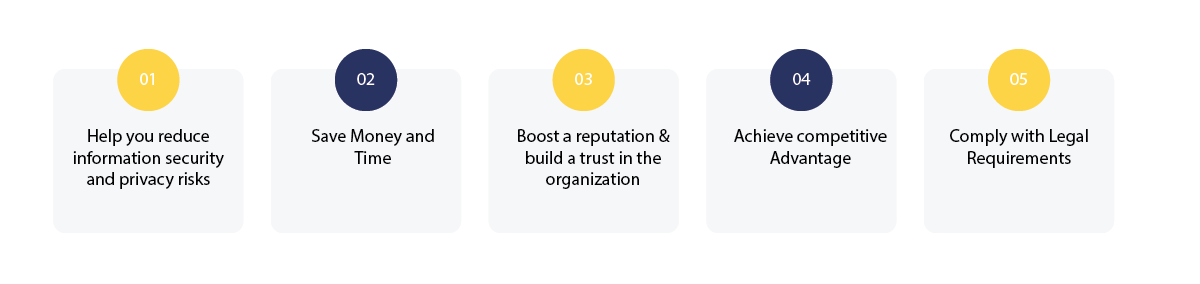 01
Help you reduce
information security
and privacy risks
02
Save Money and
Time
03
Boost a reputation &
build a trust in the
organization
04
Achieve competitive
Advantage
05
Comply with Legal
Requirements